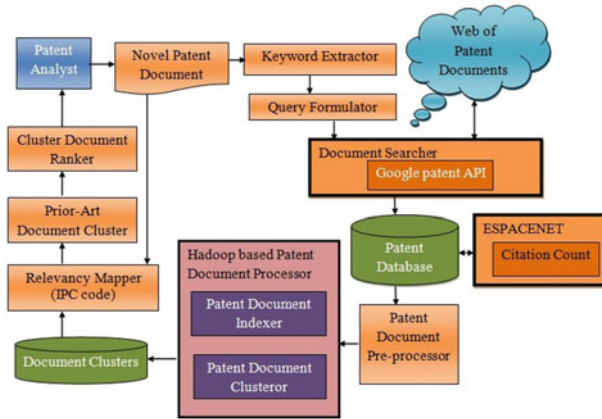 Patent
Analyst
Novel Patent
Document
Keyword Extractor
Web of
Patent
Documents
Query Formulator
Cluster Document
Ranker
Document Searcher
Google patent API
Prior-Art
Document Cluster
Hadoop based Patent
Document Processor
Patent
Database
ESPACENET
Citation Count
Relevancy Mapper
(IPC code)
Patent Document
Indexer
Patent
Document
Pre-processor
Document Clusters
Patent Document
Clusteror